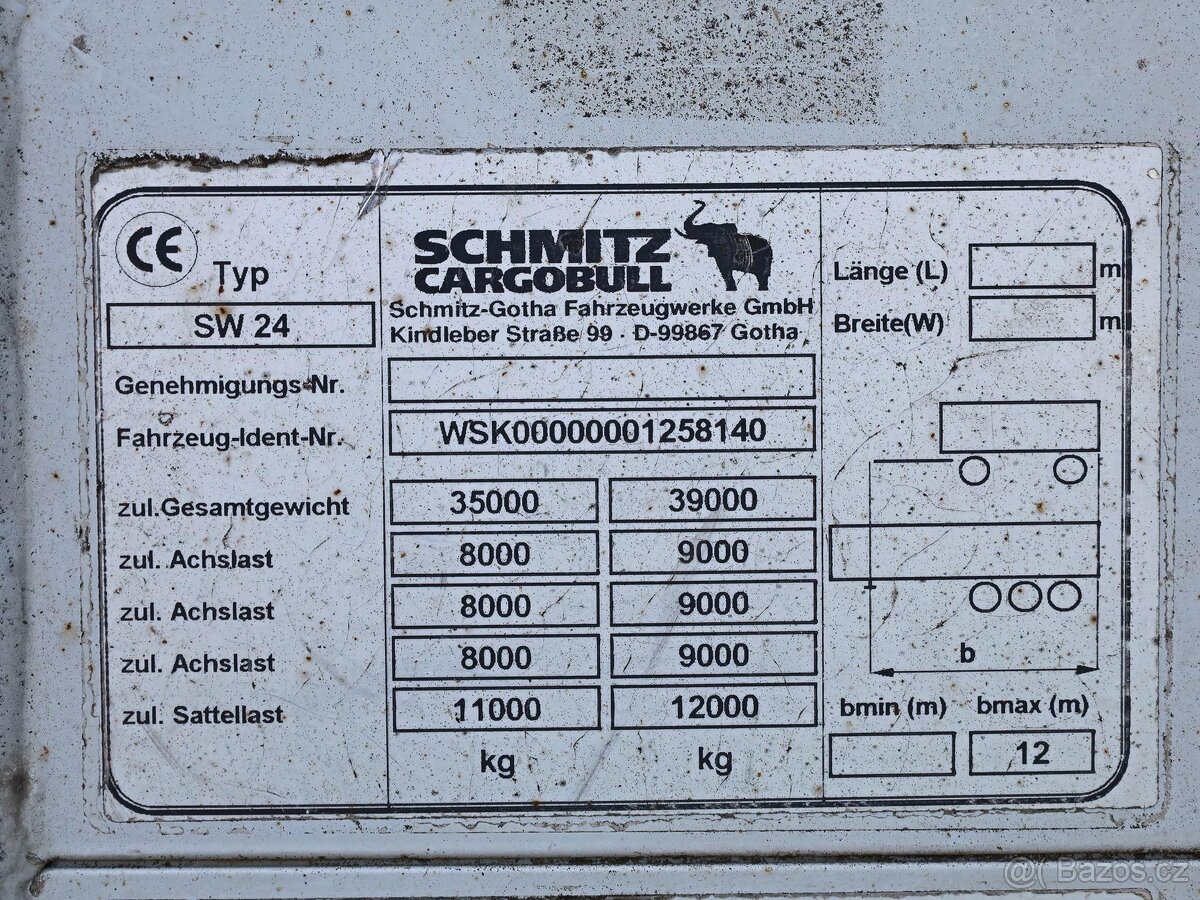 CE Typ
SW 24
SCHMITZ
CARGOBULL
Schmitz-Gotha Fahrzeugwerke GmbH
Kindleber Straße 99 · D-99867 Gotha
Länge (L) m
Breite(W) m
Genehmigungs-Nr.
Fahrzeug-Ident-Nr. WSK00000001258140
zul.Gesamtgewicht 35000 39000
zul. Achslast 8000 9000
zul. Achslast 8000 9000
zul. Achslast 8000 9000
zul. Sattellast 11000 12000
kg kg
b
bmin (m) bmax (m)
12
@ Bazos.cz